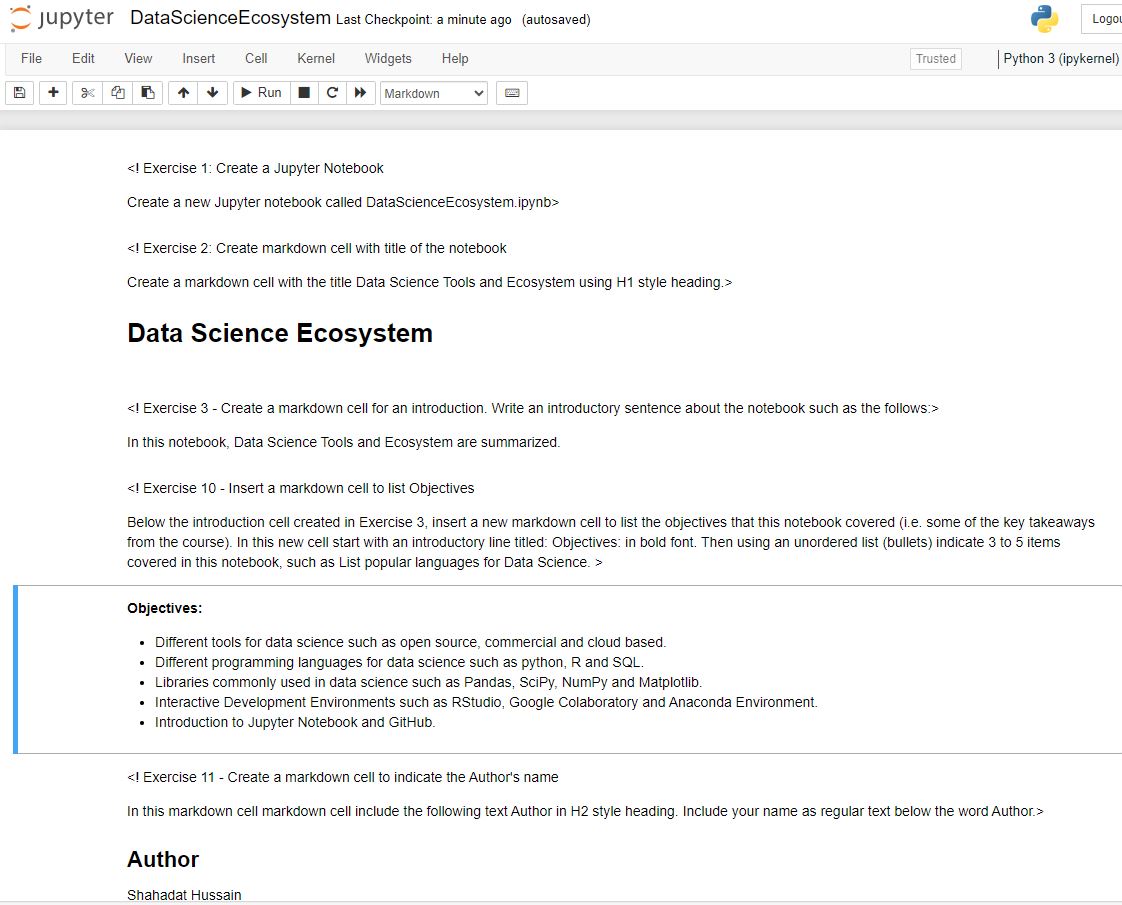 jupyter DataScienceEcosystem Last Checkpoint: a minute ago (autosaved)
File Edit View Insert Cell Kernel Widgets Help Trusted Python 3 (ipykernel)
Run Markdown
<! Exercise 1: Create a Jupyter Notebook
Create a new Jupyter notebook called DataScienceEcosystem.ipynb>
<! Exercise 2: Create markdown cell with title of the notebook
Create a markdown cell with the title Data Science Tools and Ecosystem using H1 style heading.>
Data Science Ecosystem
<! Exercise 3 - Create a markdown cell for an introduction. Write an introductory sentence about the notebook such as the follows:>
In this notebook, Data Science Tools and Ecosystem are summarized.
<! Exercise 10 - Insert a markdown cell to list Objectives
Below the introduction cell created in Exercise 3, insert a new markdown cell to list the objectives that this notebook covered (i.e. some of the key takeaways
from the course). In this new cell start with an introductory line titled: Objectives: in bold font. Then using an unordered list (bullets) indicate 3 to 5 items
covered in this notebook, such as List popular languages for Data Science. >
Objectives:
• Different tools for data science such as open source, commercial and cloud based.
• Different programming languages for data science such as python, R and SQL.
• Libraries commonly used in data science such as Pandas, SciPy, NumPy and Matplotlib.
• Interactive Development Environments such as RStudio, Google Colaboratory and Anaconda Environment.
• Introduction to Jupyter Notebook and GitHub.
<! Exercise 11 - Create a markdown cell to indicate the Author's name
In this markdown cell markdown cell include the following text Author in H2 style heading. Include your name as regular text below the word Author.>
Author
Shahadat Hussain